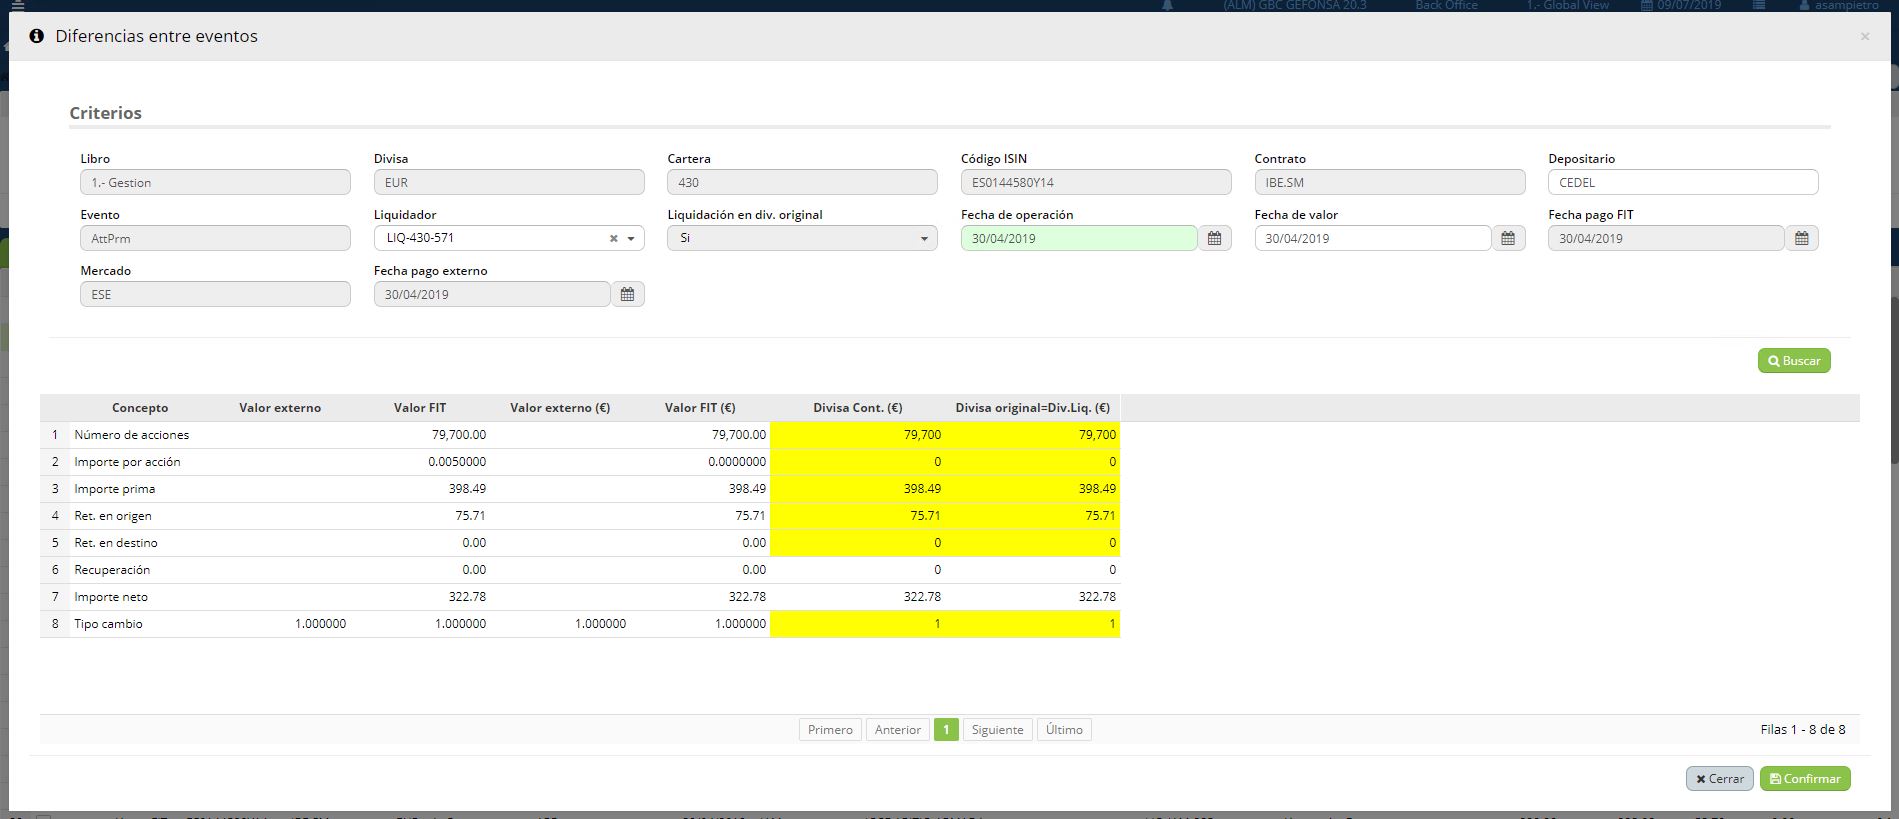 (ALM) GBC GEFONSA 20.3 Back Office 1.- Global View 09/07/2019 asampietro
Diferencias entre eventos ×
Criterios
Libro Divisa Cartera Código ISIN Contrato Depositario
1.- Gestion EUR 430 ES0144580Y14 IBE.SM CEDEL
Evento Liquidador Liquidación en div. original Fecha de operación Fecha de valor Fecha pago FIT
AttPrm LIQ-430-571 Si 30/04/2019 30/04/2019 30/04/2019
Mercado Fecha pago externo
ESE 30/04/2019
Buscar
Concepto Valor externo Valor FIT Valor externo (€) Valor FIT (€) Divisa Cont. (€) Divisa original=Div.Liq. (€)
1 Número de acciones 79,700.00 79,700.00 79,700 79,700
2 Importe por acción 0.0050000 0.0000000 0 0
3 Importe prima 398.49 398.49 398.49 398.49
4 Ret. en origen 75.71 75.71 75.71 75.71
5 Ret. en destino 0.00 0.00 0 0
6 Recuperación 0.00 0.00 0 0
7 Importe neto 322.78 322.78 322.78 322.78
8 Tipo cambio 1.000000 1.000000 1.000000 1.000000 1 1
Primero Anterior 1 Siguiente Último Filas 1 - 8 de 8
Cerrar Confirmar